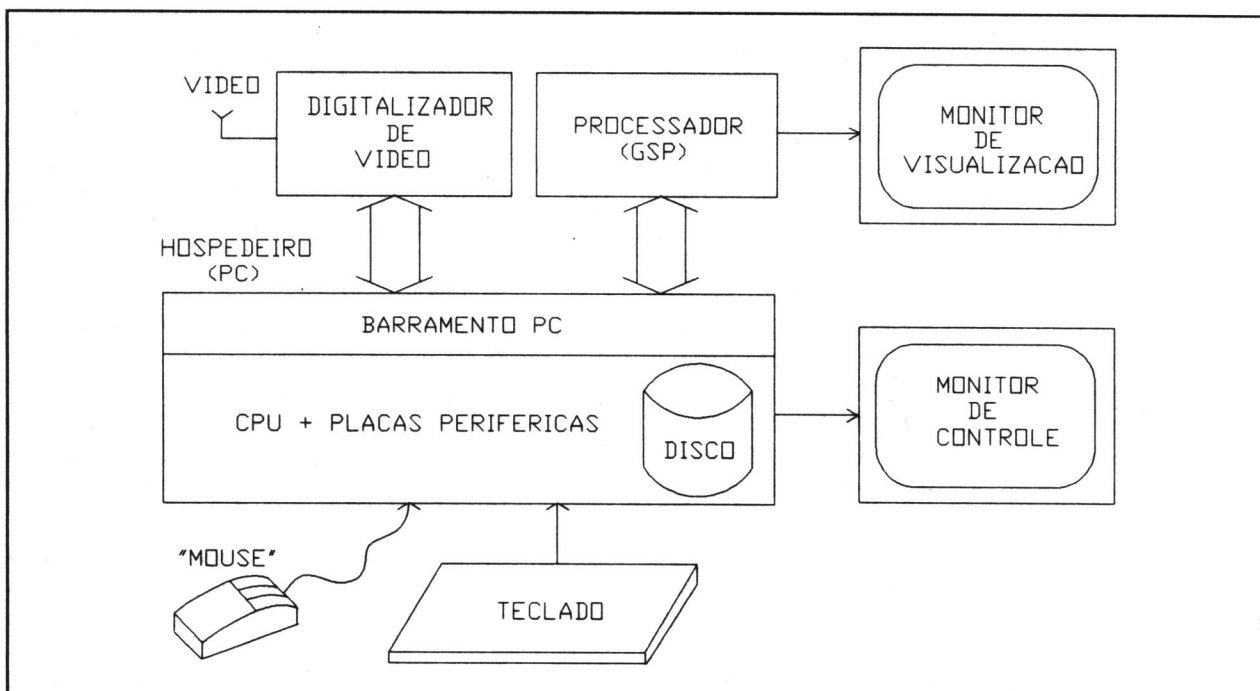 VIDEO
DIGITALIZADOR
DE
VIDEO
PROCESSADOR
(GSP)
MONITOR
DE
VISUALIZACAO
HOSPEDEIRO
(PC)
BARRAMENTO PC
CPU + PLACAS PERIFERICAS
DISCO
MONITOR
DE
CONTROLE
"MOUSE"
TECLADO